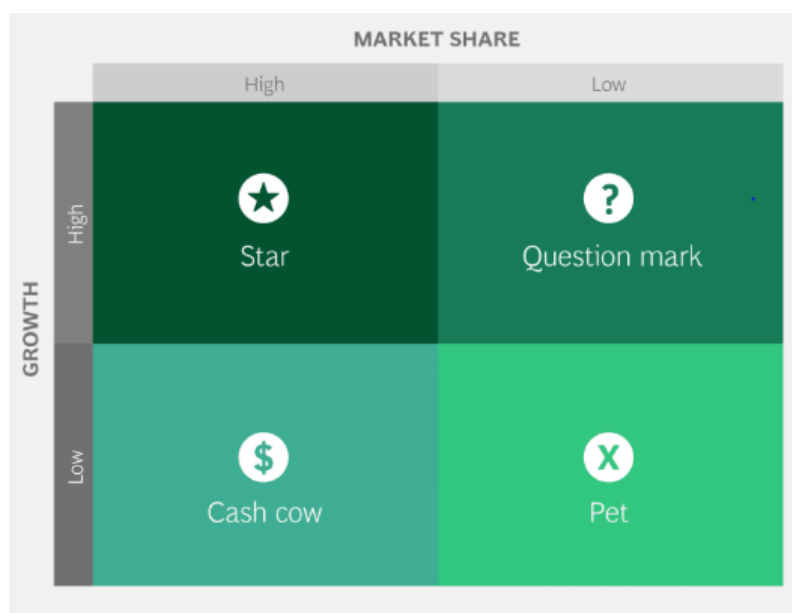 MARKET SHARE
High
Low
GROWTH
High
★
Star
?
Question mark
Low
$
Cash cow
X
Pet